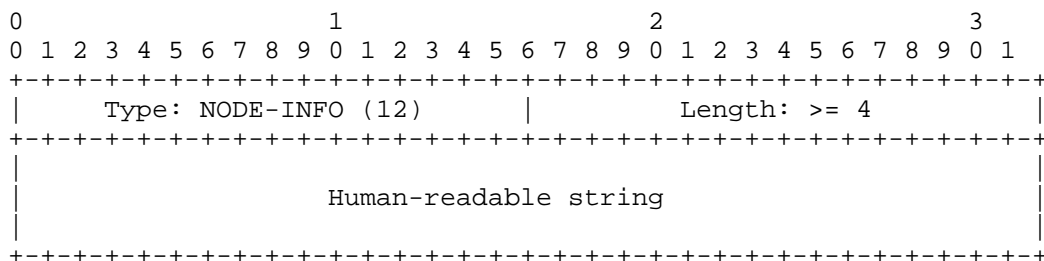 0                   1                   2                   3
0 1 2 3 4 5 6 7 8 9 0 1 2 3 4 5 6 7 8 9 0 1 2 3 4 5 6 7 8 9 0 1
+-+-+-+-+-+-+-+-+-+-+-+-+-+-+-+-+-+-+-+-+-+-+-+-+-+-+-+-+-+-+-+-+
|     Type: NODE-INFO (12)      |         Length: >= 4          |
+-+-+-+-+-+-+-+-+-+-+-+-+-+-+-+-+-+-+-+-+-+-+-+-+-+-+-+-+-+-+-+-+
|                                                               |
|                   Human-readable string                       |
|                                                               |
+-+-+-+-+-+-+-+-+-+-+-+-+-+-+-+-+-+-+-+-+-+-+-+-+-+-+-+-+-+-+-+-+